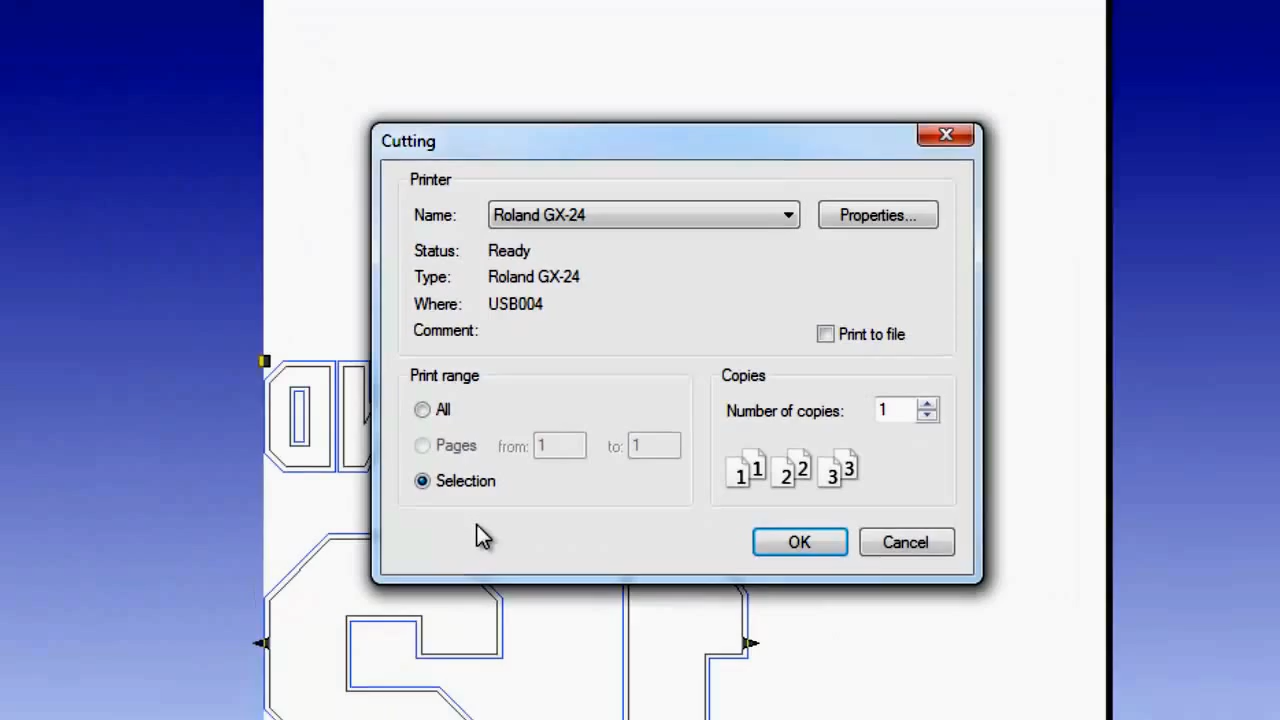 Cutting
Printer
Name: Roland GX-24 Properties...
Status: Ready
Type: Roland GX-24
Where: USB004
Comment:
Print to file
Print range
All
Pages from: 1 to: 1
Selection
Copies
Number of copies: 1
1 1 2 2 3 3
OK Cancel